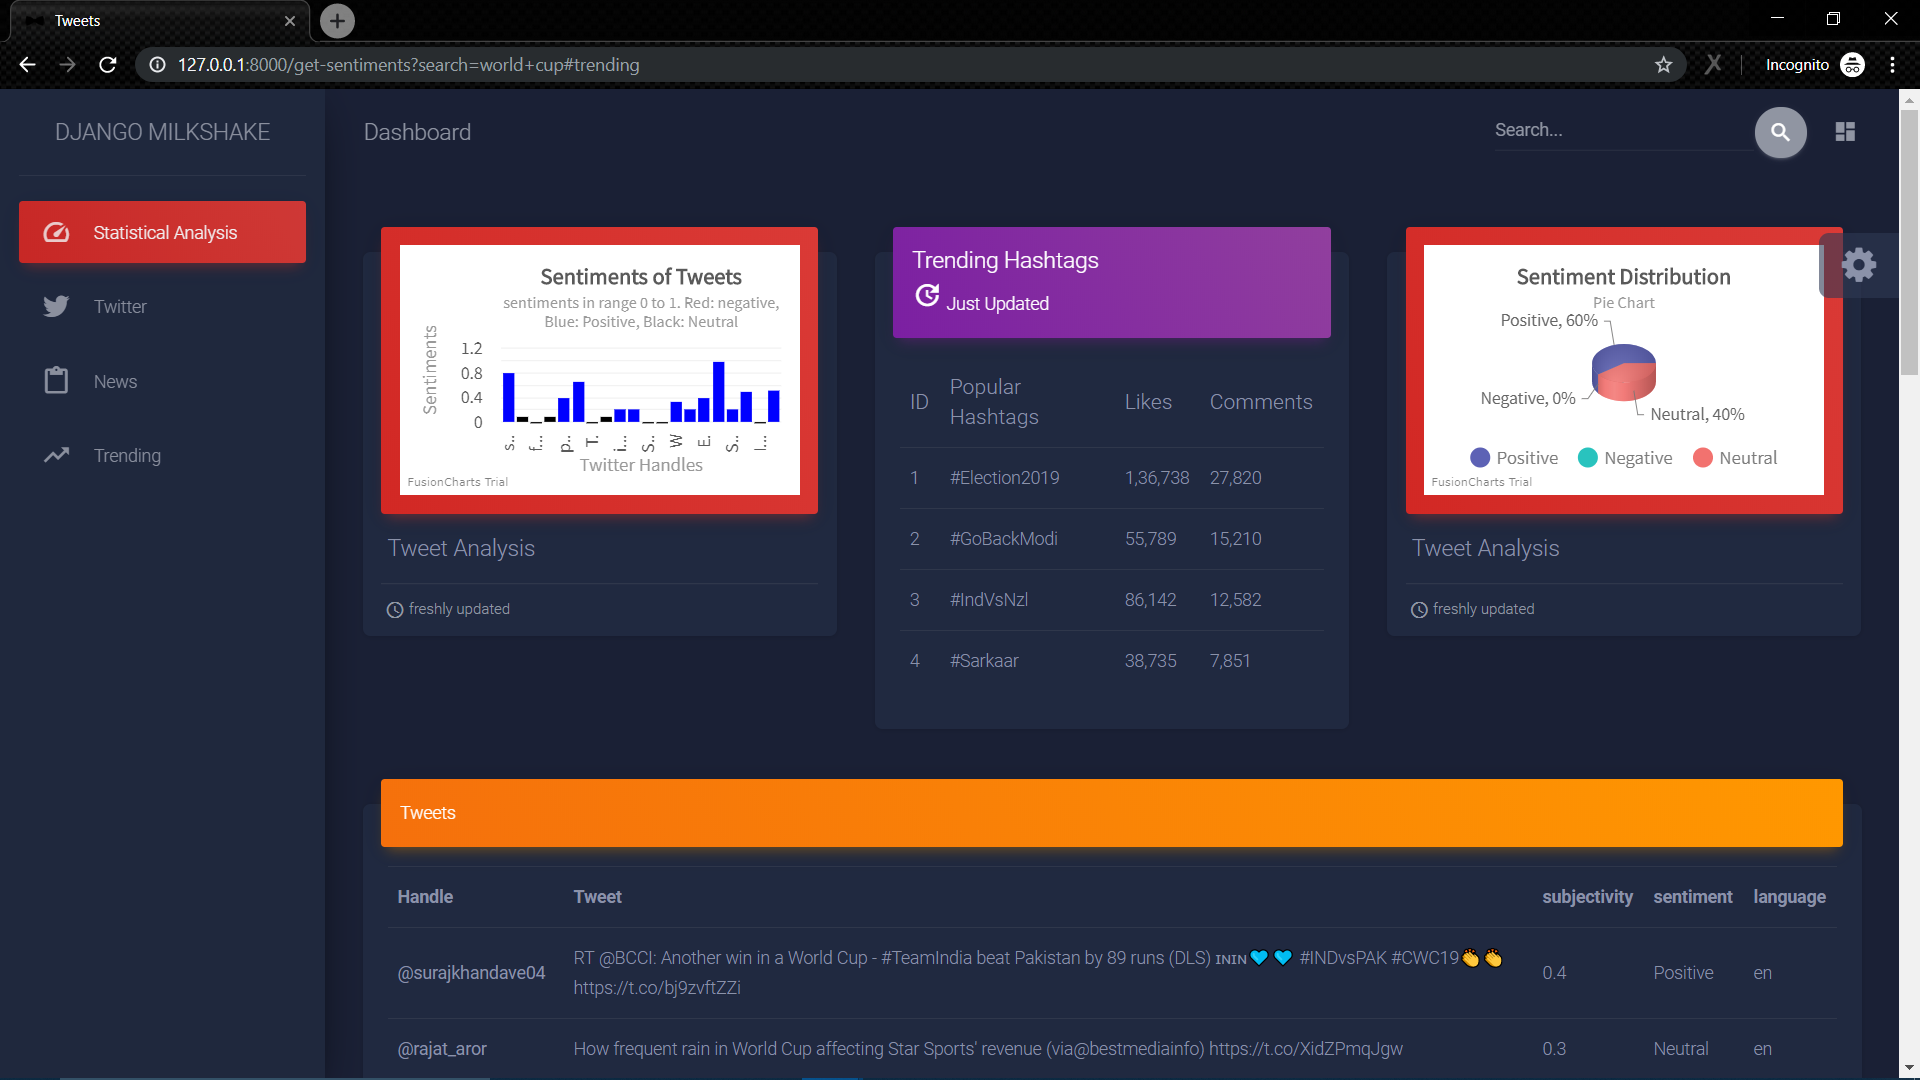 Tweets
127.0.0.1:8000/get-sentiments?search=world+cup#trending
Incognito
DJANGO MILKSHAKE
Dashboard
Search...
Statistical Analysis
Twitter
News
Trending
Sentiments of Tweets
sentiments in range 0 to 1. Red: negative,
Blue: Positive, Black: Neutral
Sentiments
1.2
0.8
0.4
0
s..
f...
p..
T.
i...
S..
W
E.
S..
l...
Twitter Handles
FusionCharts Trial
Tweet Analysis
freshly updated
Trending Hashtags
Just Updated
ID Popular Hashtags Likes Comments
1 #Election2019 1,36,738 27,820
2 #GoBackModi 55,789 15,210
3 #IndVsNzl 86,142 12,582
4 #Sarkaar 38,735 7,851
Sentiment Distribution
Pie Chart
Positive, 60%
Negative, 0%
Neutral, 40%
Positive Negative Neutral
FusionCharts Trial
Tweet Analysis
freshly updated
Tweets
Handle Tweet subjectivity sentiment language
@surajkhandave04 RT @BCCI: Another win in a World Cup - #TeamIndia beat Pakistan by 89 runs (DLS) ɪɴɪɴ💙💙 #INDvsPAK #CWC19👏👏 0.4 Positive en
https://t.co/bj9zvftZZi
@rajat_aror How frequent rain in World Cup affecting Star Sports' revenue (via@bestmediainfo) https://t.co/XidZPmqJgw 0.3 Neutral en